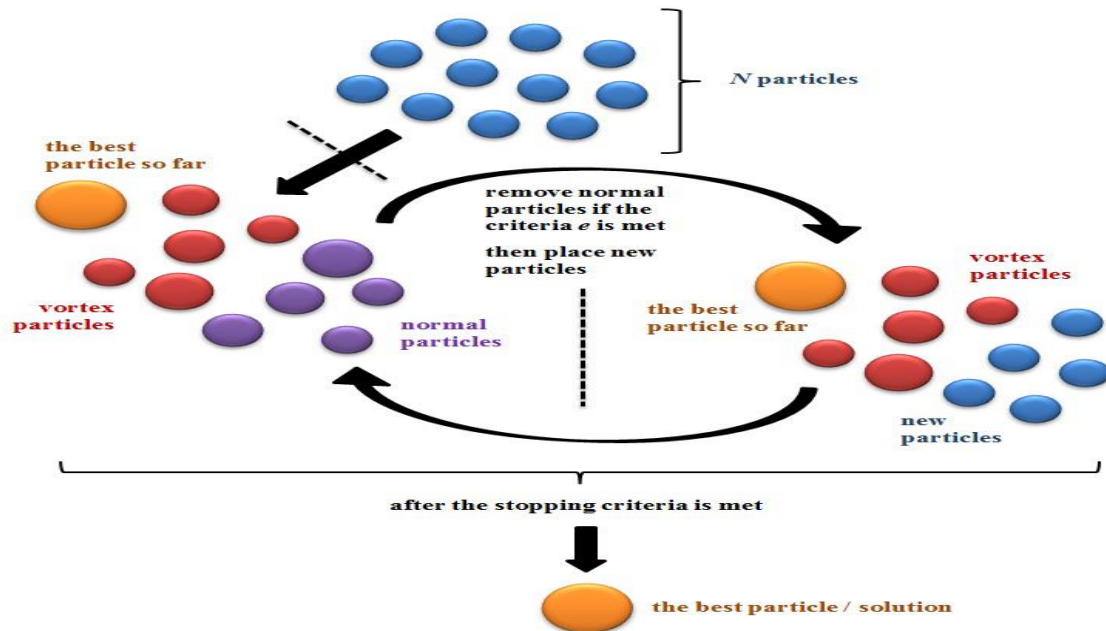 N particles
the best
particle so far
remove normal
particles if the
criteria e is met
then place new
particles
vortex
particles
normal
particles
vortex
particles
the best
particle so far
new
particles
after the stopping criteria is met
the best particle / solution